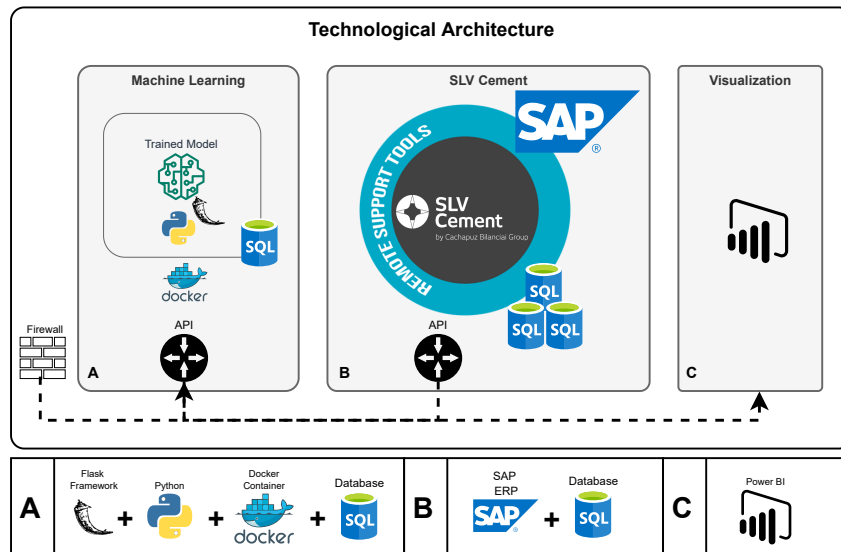 Technological Architecture
Machine Learning
SLV Cement
Visualization
Trained Model
SQL
docker
API
A
REMOTE SUPPORT TOOLS
SAP
®
SLV
Cement
by Cachapuz Bilanciai Group
SQL
SQL
SQL
API
B
C
Firewall
A
Flask
Framework
+
Python
+
Docker
Container
docker
+
Database
SQL
B
SAP
ERP
SAP
+
Database
SQL
C
Power BI